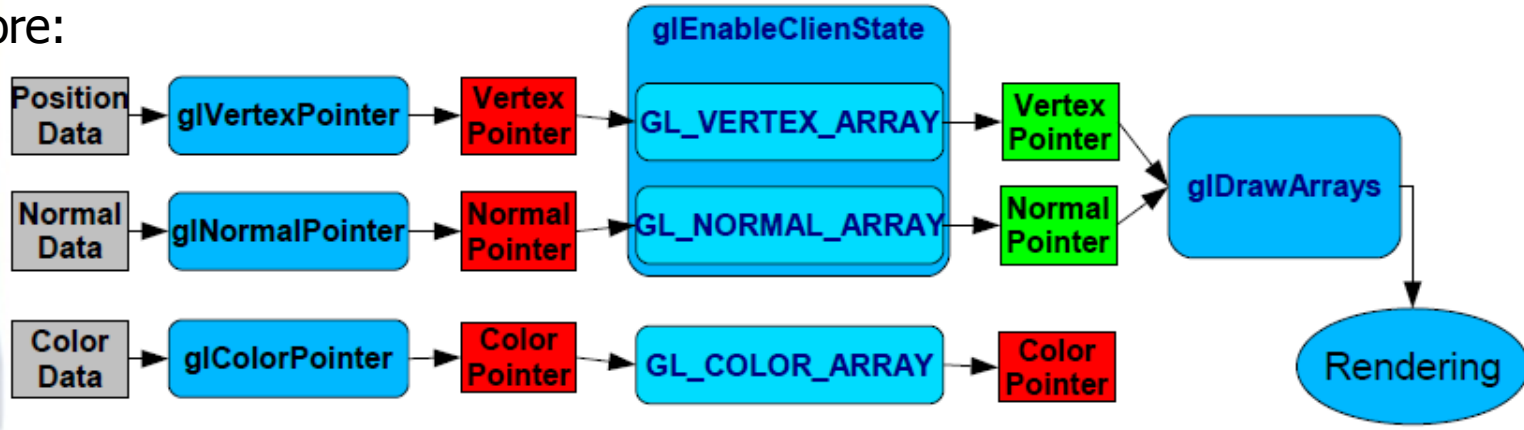 ore:
glEnableClienState
Position
Data
glVertexPointer
Vertex
Pointer
GL_VERTEX_ARRAY
Vertex
Pointer
glDrawArrays
Normal
Data
glNormalPointer
Normal
Pointer
GL_NORMAL_ARRAY
Normal
Pointer
Color
Data
glColorPointer
Color
Pointer
GL_COLOR_ARRAY
Color
Pointer
Rendering